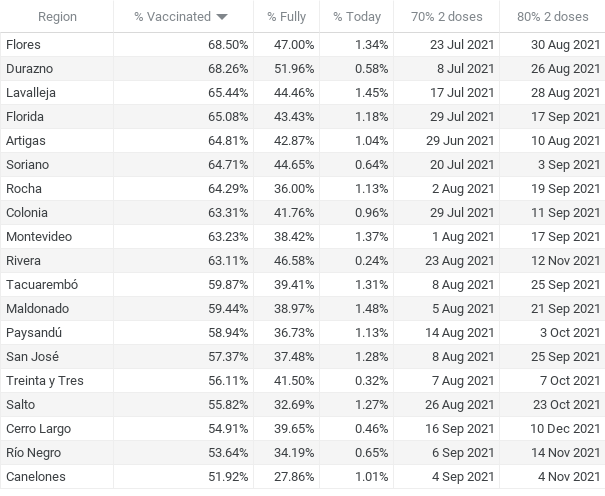 Region % Vaccinated % Fully % Today 70% 2 doses 80% 2 doses
Flores 68.50% 47.00% 1.34% 23 Jul 2021 30 Aug 2021
Durazno 68.26% 51.96% 0.58% 8 Jul 2021 26 Aug 2021
Lavalleja 65.44% 44.46% 1.45% 17 Jul 2021 28 Aug 2021
Florida 65.08% 43.43% 1.18% 29 Jul 2021 17 Sep 2021
Artigas 64.81% 42.87% 1.04% 29 Jun 2021 10 Aug 2021
Soriano 64.71% 44.65% 0.64% 20 Jul 2021 3 Sep 2021
Rocha 64.29% 36.00% 1.13% 2 Aug 2021 19 Sep 2021
Colonia 63.31% 41.76% 0.96% 29 Jul 2021 11 Sep 2021
Montevideo 63.23% 38.42% 1.37% 1 Aug 2021 17 Sep 2021
Rivera 63.11% 46.58% 0.24% 23 Aug 2021 12 Nov 2021
Tacuarembó 59.87% 39.41% 1.31% 8 Aug 2021 25 Sep 2021
Maldonado 59.44% 38.97% 1.48% 5 Aug 2021 21 Sep 2021
Paysandú 58.94% 36.73% 1.13% 14 Aug 2021 3 Oct 2021
San José 57.37% 37.48% 1.28% 8 Aug 2021 25 Sep 2021
Treinta y Tres 56.11% 41.50% 0.32% 7 Aug 2021 7 Oct 2021
Salto 55.82% 32.69% 1.27% 26 Aug 2021 23 Oct 2021
Cerro Largo 54.91% 39.65% 0.46% 16 Sep 2021 10 Dec 2021
Río Negro 53.64% 34.19% 0.65% 6 Sep 2021 14 Nov 2021
Canelones 51.92% 27.86% 1.01% 4 Sep 2021 4 Nov 2021